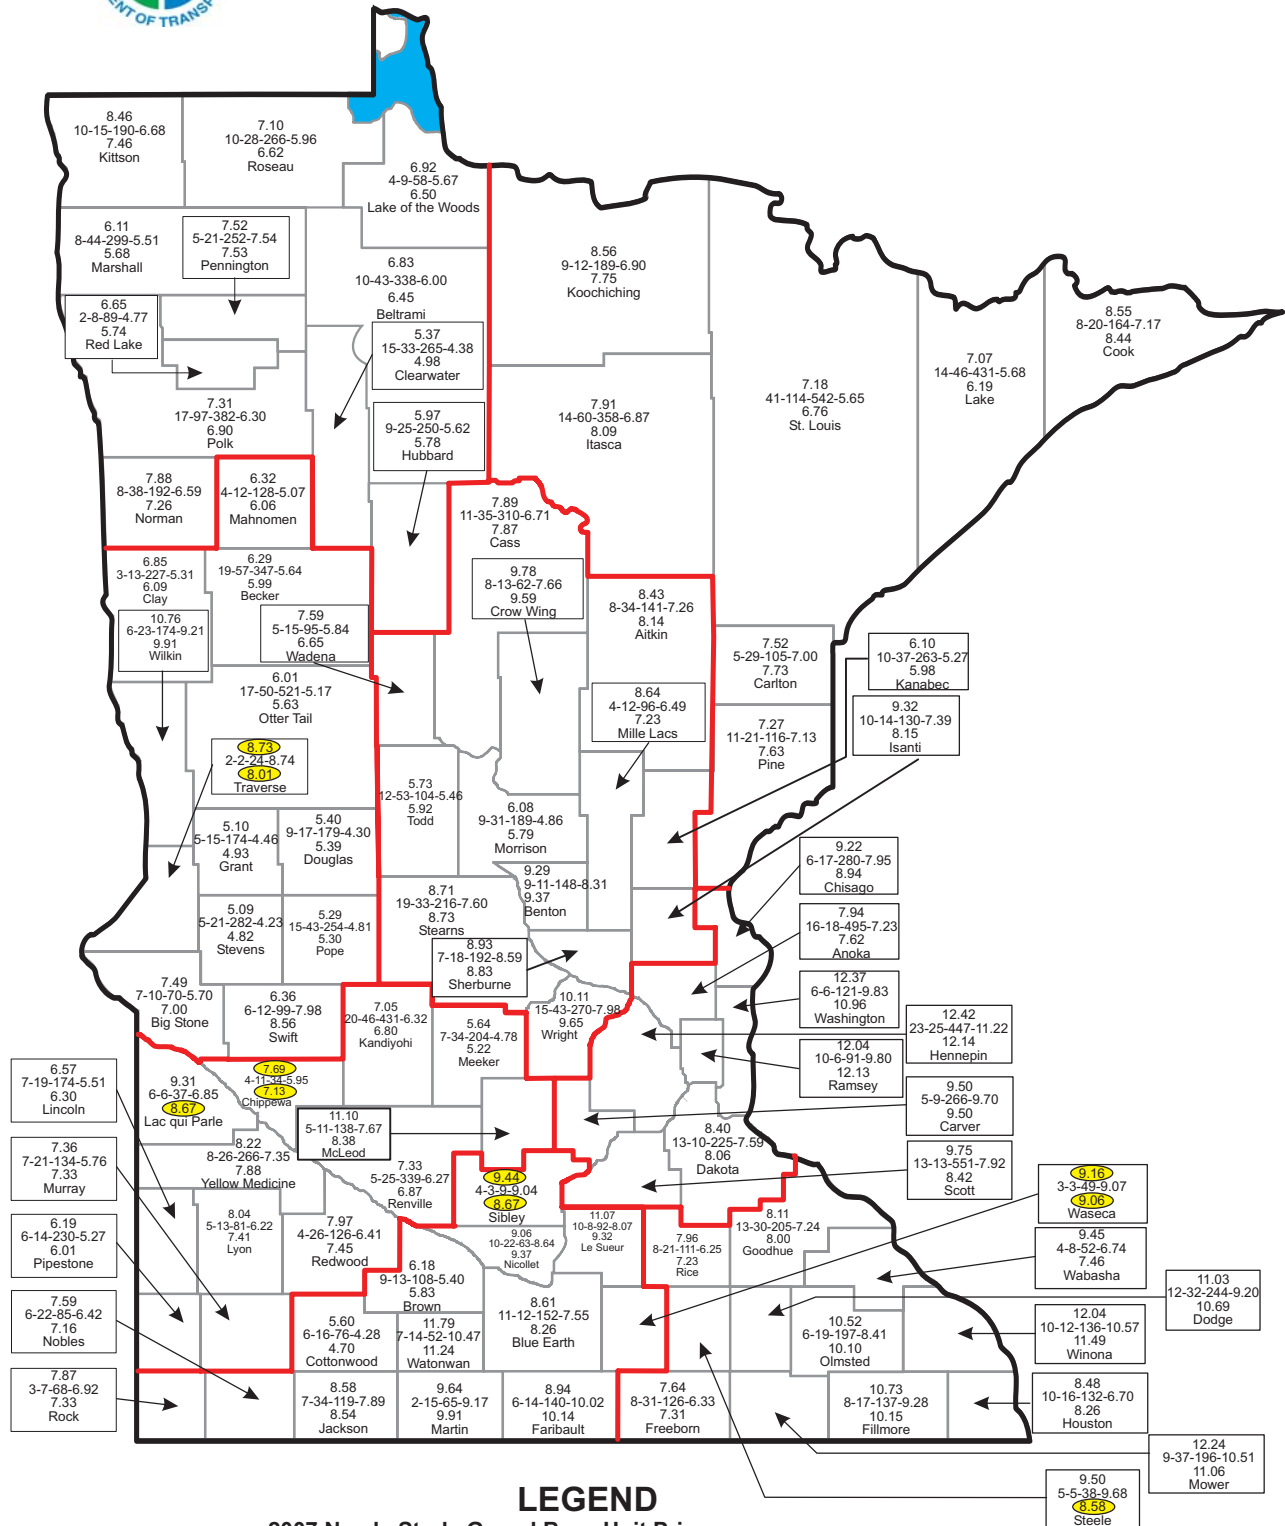 ENT OF TRANSP
8.46
10-15-190-6.68
7.46
Kittson
7.10
10-28-266-5.96
6.62
Roseau
6.92
4-9-58-5.67
6.50
Lake of the Woods
6.11
8-44-299-5.51
5.68
Marshall
7.52
5-21-252-7.54
7.53
Pennington
6.83
10-43-338-6.00
6.45
Beltrami
8.56
9-12-189-6.90
7.75
Koochiching
6.65
2-8-89-4.77
5.74
Red Lake
5.37
15-33-265-4.38
4.98
Clearwater
8.55
8-20-164-7.17
8.44
Cook
7.07
14-46-431-5.68
6.19
Lake
7.18
41-114-542-5.65
6.76
St. Louis
7.31
17-97-382-6.30
6.90
Polk
5.97
9-25-250-5.62
5.78
Hubbard
7.91
14-60-358-6.87
8.09
Itasca
7.88
8-38-192-6.59
7.26
Norman
6.32
4-12-128-5.07
6.06
Mahnomen
7.89
11-35-310-6.71
7.87
Cass
6.85
3-13-227-5.31
6.09
Clay
6.29
19-57-347-5.64
5.99
Becker
9.78
8-13-62-7.66
9.59
Crow Wing
8.43
8-34-141-7.26
8.14
Aitkin
10.76
6-23-174-9.21
9.91
Wilkin
7.59
5-15-95-5.84
6.65
Wadena
7.52
5-29-105-7.00
7.73
Carlton
6.10
10-37-263-5.27
5.98
Kanabec
6.01
17-50-521-5.17
5.63
Otter Tail
8.64
4-12-96-6.49
7.23
Mille Lacs
7.27
11-21-116-7.13
7.63
Pine
9.32
10-14-130-7.39
8.15
Isanti
8.73
2-2-24-8.74
8.01
Traverse
5.73
12-53-104-5.46
5.92
Todd
6.08
9-31-189-4.86
5.79
Morrison
5.10
5-15-174-4.46
4.93
Grant
5.40
9-17-179-4.30
5.39
Douglas
9.22
6-17-280-7.95
8.94
Chisago
9.29
9-11-148-8.31
9.37
Benton
8.71
19-33-216-7.60
8.73
Stearns
5.09
5-21-282-4.23
4.82
Stevens
5.29
15-43-254-4.81
5.30
Pope
7.94
16-18-495-7.23
7.62
Anoka
8.93
7-18-192-8.59
8.83
Sherburne
7.49
7-10-70-5.70
7.00
Big Stone
6.36
6-12-99-7.98
8.56
Swift
7.05
20-46-431-6.32
6.80
Kandiyohi
10.11
15-43-270-7.98
9.65
Wright
12.37
6-6-121-9.83
10.96
Washington
12.42
23-25-447-11.22
12.14
Hennepin
5.64
7-34-204-4.78
5.22
Meeker
12.04
10-6-91-9.80
12.13
Ramsey
6.57
7-19-174-5.51
6.30
Lincoln
9.31
6-6-37-6.85
8.67
Lac qui Parle
7.69
4-11-34-5.95
7.13
Chippewa
9.50
5-9-266-9.70
9.50
Carver
11.10
5-11-138-7.67
8.38
McLeod
8.40
13-10-225-7.59
8.06
Dakota
7.36
7-21-134-5.76
7.33
Murray
8.22
8-26-266-7.35
7.88
Yellow Medicine
7.33
5-25-339-6.27
6.87
Renville
9.75
13-13-551-7.92
8.42
Scott
9.44
4-3-9-9.04
8.67
Sibley
9.16
3-3-49-9.07
9.06
Waseca
6.19
6-14-230-5.27
6.01
Pipestone
8.04
5-13-81-6.22
7.41
Lyon
7.97
4-26-126-6.41
7.45
Redwood
9.06
10-22-63-8.64
9.37
Nicollet
11.07
10-8-92-8.07
9.32
Le Sueur
7.96
8-21-111-6.25
7.23
Rice
8.11
13-30-205-7.24
8.00
Goodhue
9.45
4-8-52-6.74
7.46
Wabasha
6.18
9-13-108-5.40
5.83
Brown
7.59
6-22-85-6.42
7.16
Nobles
5.60
6-16-76-4.28
4.70
Cottonwood
11.79
7-14-52-10.47
11.24
Watonwan
8.61
11-12-152-7.55
8.26
Blue Earth
10.52
6-19-197-8.41
10.10
Olmsted
11.03
12-32-244-9.20
10.69
Dodge
12.04
10-12-136-10.57
11.49
Winona
7.87
3-7-68-6.92
7.33
Rock
8.58
7-34-119-7.89
8.54
Jackson
9.64
2-15-65-9.17
9.91
Martin
8.94
6-14-140-10.02
10.14
Faribault
7.64
8-31-126-6.33
7.31
Freeborn
10.73
8-17-137-9.28
10.15
Fillmore
8.48
10-16-132-6.70
8.26
Houston
12.24
9-37-196-10.51
11.06
Mower
9.50
5-5-38-9.68
8.58
Steele
LEGEND